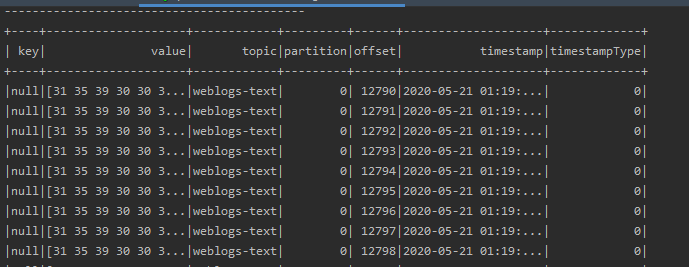 -------------------------------------------
+----+--------------------+------------+---------+------+--------------------+-------------+
| key|               value|       topic|partition|offset|           timestamp|timestampType|
+----+--------------------+------------+---------+------+--------------------+-------------+
|null|[31 35 39 30 30 3...|weblogs-text|        0| 12790|2020-05-21 01:19:...|            0|
|null|[31 35 39 30 30 3...|weblogs-text|        0| 12791|2020-05-21 01:19:...|            0|
|null|[31 35 39 30 30 3...|weblogs-text|        0| 12792|2020-05-21 01:19:...|            0|
|null|[31 35 39 30 30 3...|weblogs-text|        0| 12793|2020-05-21 01:19:...|            0|
|null|[31 35 39 30 30 3...|weblogs-text|        0| 12794|2020-05-21 01:19:...|            0|
|null|[31 35 39 30 30 3...|weblogs-text|        0| 12795|2020-05-21 01:19:...|            0|
|null|[31 35 39 30 30 3...|weblogs-text|        0| 12796|2020-05-21 01:19:...|            0|
|null|[31 35 39 30 30 3...|weblogs-text|        0| 12797|2020-05-21 01:19:...|            0|
|null|[31 35 39 30 30 3...|weblogs-text|        0| 12798|2020-05-21 01:19:...|            0|